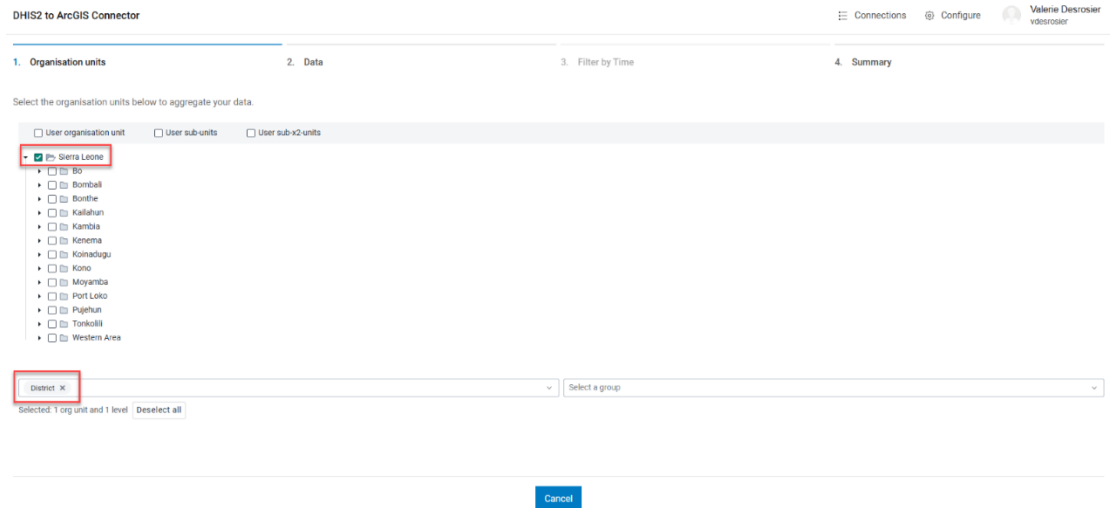 DHIS2 to ArcGIS Connector
Connections
Configure
Valerie Desrosier
vdesrosier
1. Organisation units
2. Data
3. Filter by Time
4. Summary
Select the organisation units below to aggregate your data.
User organisation unit
User sub-units
User sub-x2-units
Sierra Leone
Bo
Bombali
Bonthe
Kailahun
Kambia
Kenema
Koinadugu
Kono
Moyamba
Port Loko
Pujehun
Tonkolili
Western Area
District
Select a group
Selected: 1 org unit and 1 level
Deselect all
Cancel